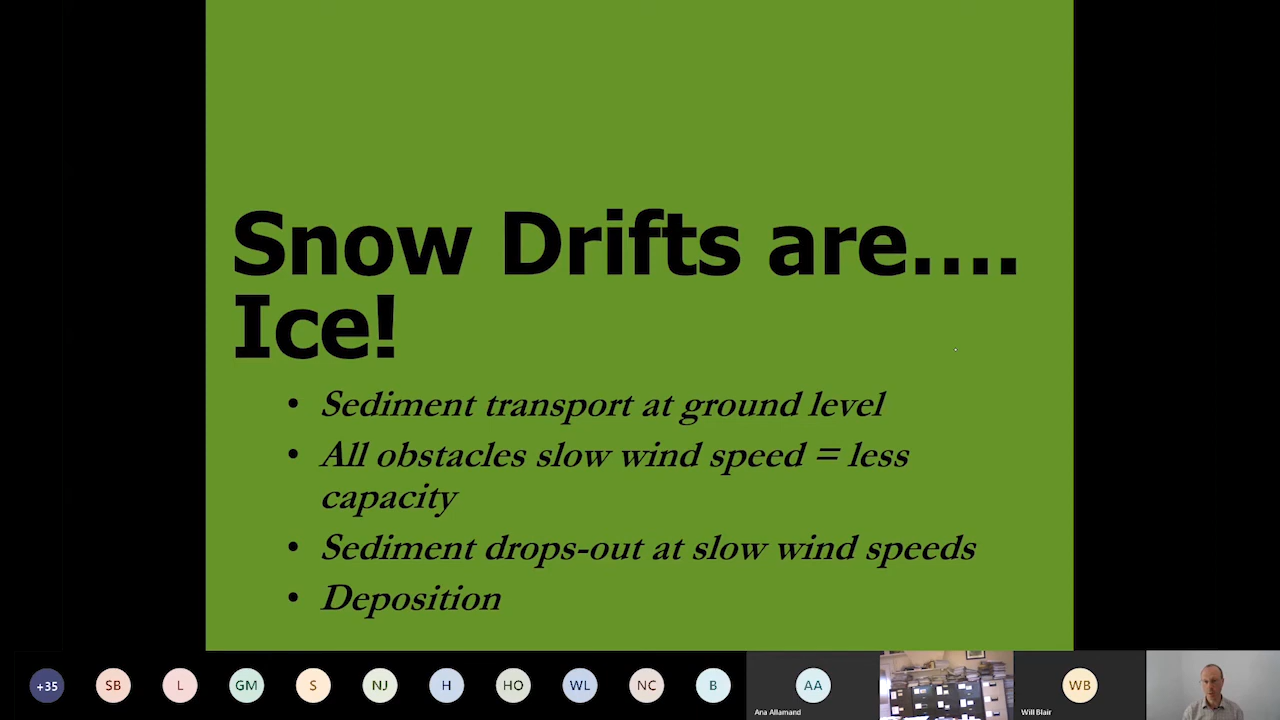 Snow Drifts are....
Ice!
• Sediment transport at ground level
• All obstacles slow wind speed = less
capacity
• Sediment drops-out at slow wind speeds
• Deposition
+35
SB
L
GM
S
NJ
H
HO
WL
NC
B
AA
Ana Allamand
WB
Will Blair